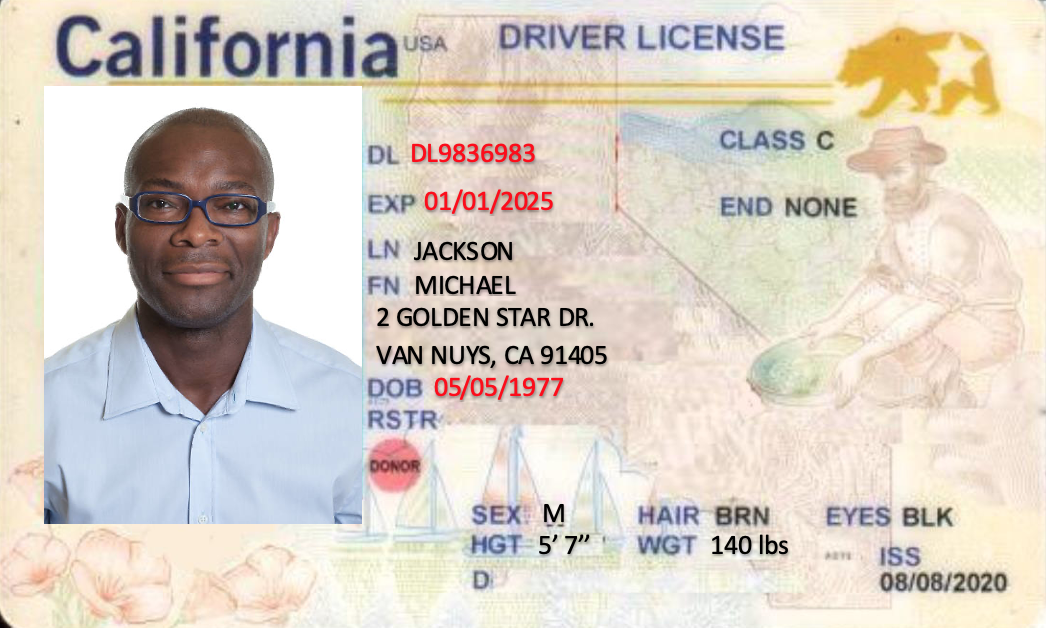 California USA DRIVER LICENSE
DL DL9836983
CLASS C
EXP 01/01/2025
END NONE
LN JACKSON
FN MICHAEL
2 GOLDEN STAR DR.
VAN NUYS, CA 91405
DOB 05/05/1977
RSTR
DONOR
SEX M HAIR BRN EYES BLK
HGT 5’ 7” WGT 140 lbs
ISS
D
08/08/2020